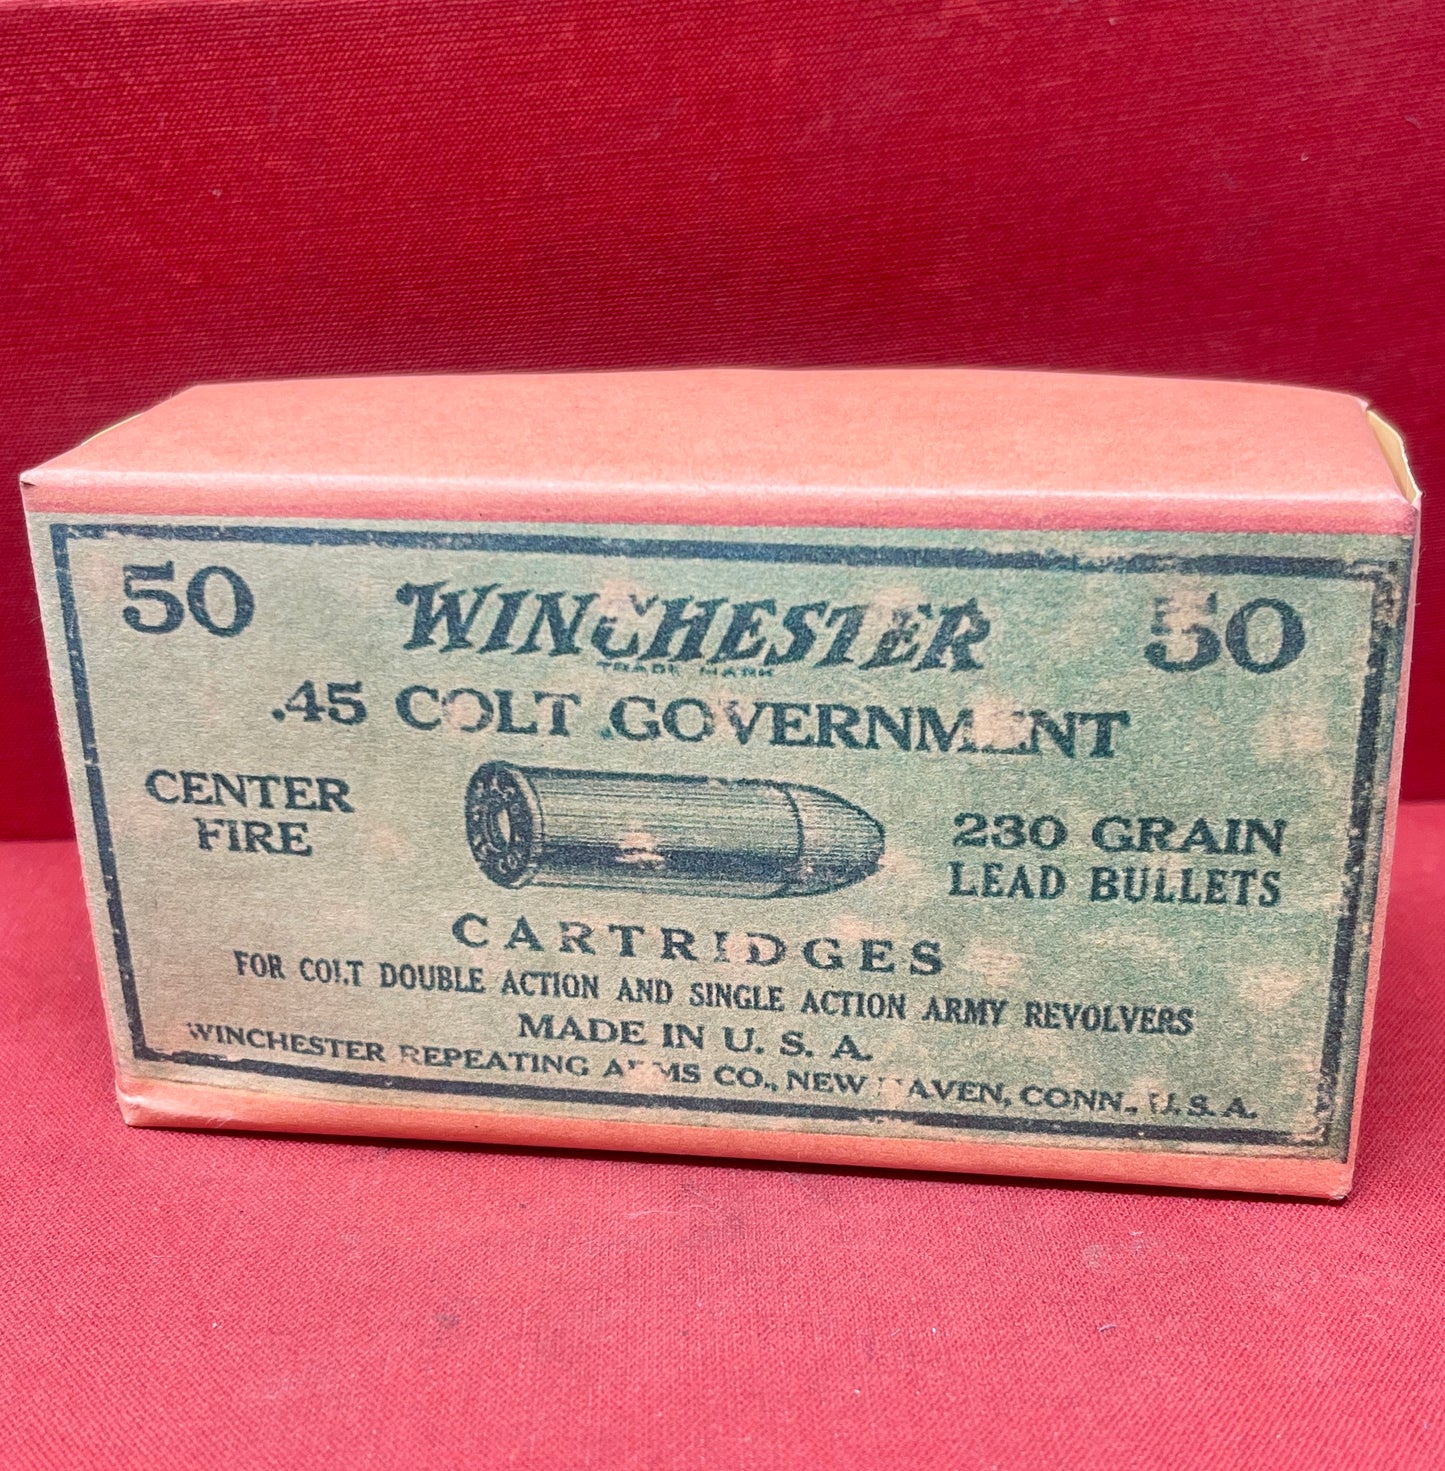 50 WINCHESTER 50
TRADE MARK
.45 COLT GOVERNMENT
CENTER
FIRE
230 GRAIN
LEAD BULLETS
CARTRIDGES
FOR COLT DOUBLE ACTION AND SINGLE ACTION ARMY REVOLVERS
MADE IN U. S. A.
WINCHESTER REPEATING ARMS CO., NEW HAVEN, CONN., U. S. A.